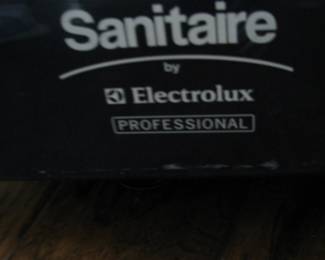 Sanitaire
by
Electrolux
PROFESSIONAL